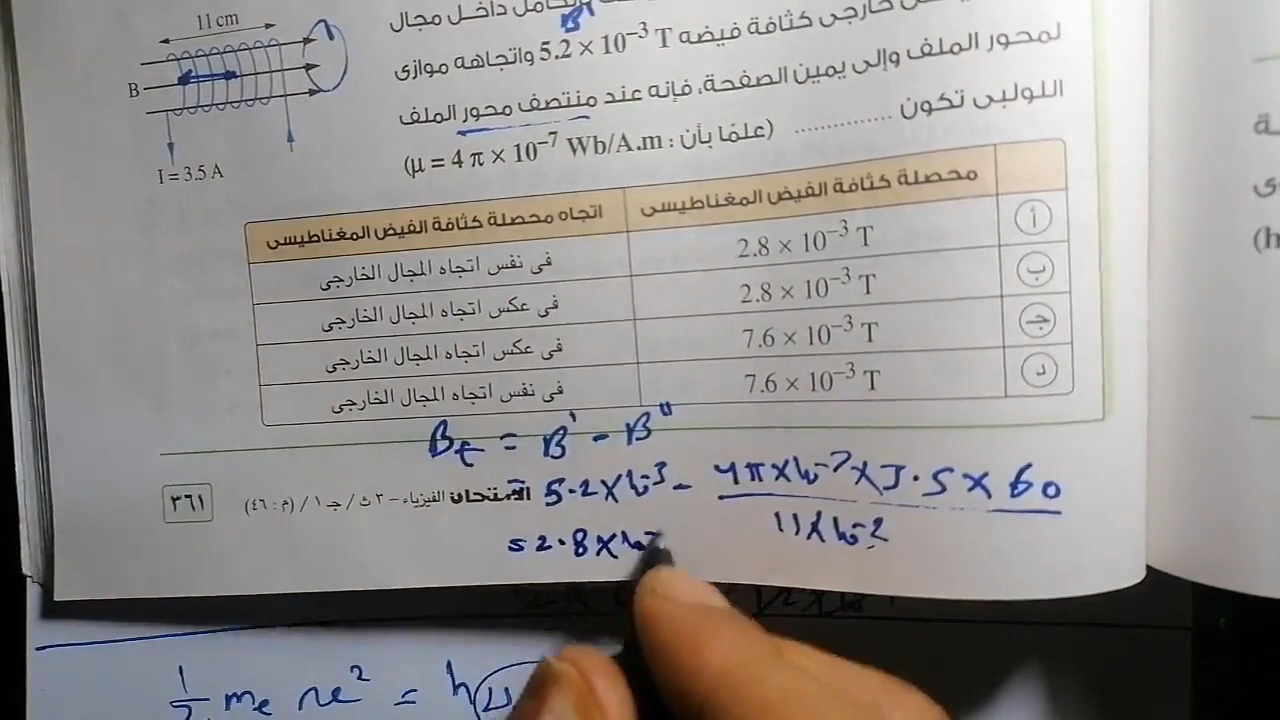 11 cm
B
I = 3.5 A
داخل مجال
B'
خارجى كثافة فيضه 5.2 × 10⁻³ T واتجاهه موازى
لمحور الملف وإلى يمين الصفحة، فإنه عند منتصف محور الملف
اللولبى تكون ................
(علمًا بأن : μ = 4 π × 10⁻⁷ Wb/A.m)
محصلة كثافة الفيض المغناطيسى اتجاه محصلة كثافة الفيض المغناطيسى
أ 2.8 × 10⁻³ T فى نفس اتجاه المجال الخارجى
ب 2.8 × 10⁻³ T فى عكس اتجاه المجال الخارجى
جـ 7.6 × 10⁻³ T فى عكس اتجاه المجال الخارجى
د 7.6 × 10⁻³ T فى نفس اتجاه المجال الخارجى
Bt = B' - B"
5.2 × 10⁻³ - 4π × 10⁻⁷ × 3.5 × 60
11 × 10⁻²
الامتحان الفيزياء - ٣ ث / جـ ١ / (م : ٤٦) ٣٦١
2.8 × 10
½ me
= h
(h